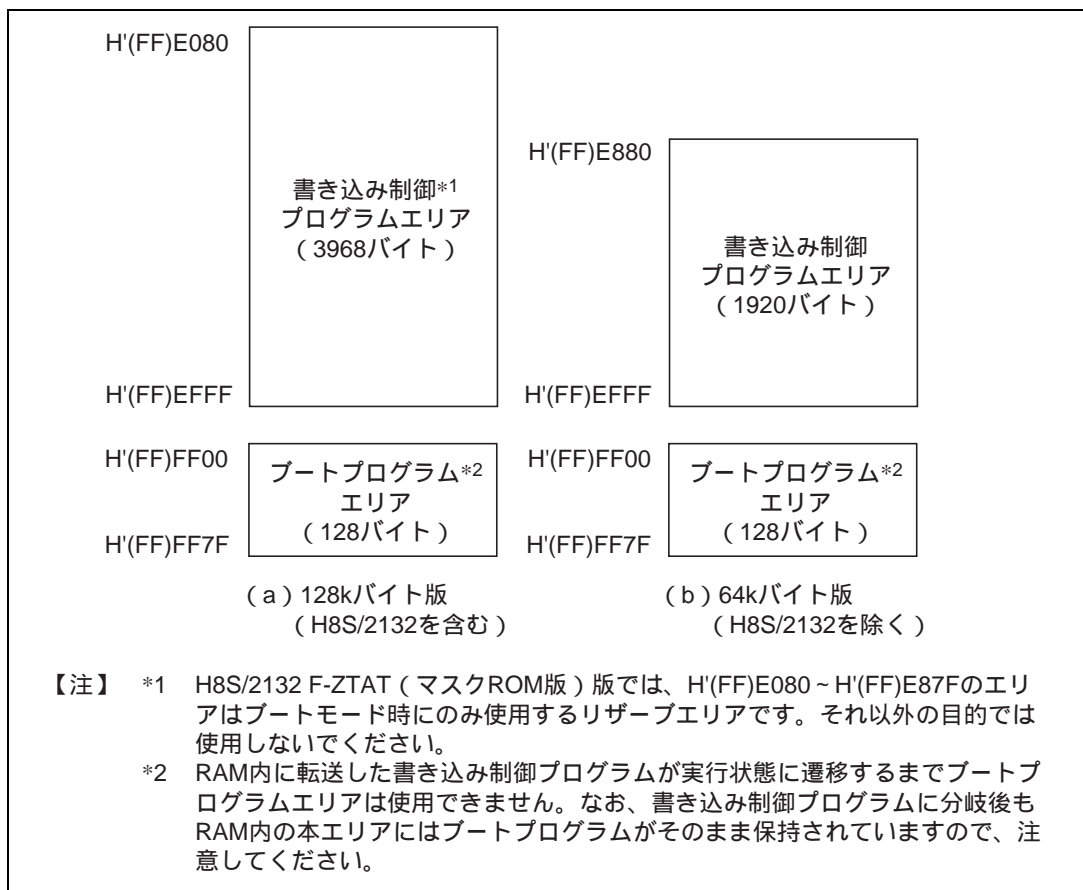 H'(FF)E080
書き込み制御*1
プログラムエリア
（3968バイト）
H'(FF)EFFF
H'(FF)E880
書き込み制御
プログラムエリア
（1920バイト）
H'(FF)EFFF
H'(FF)FF00
ブートプログラム*2
エリア
（128バイト）
H'(FF)FF7F
H'(FF)FF00
ブートプログラム*2
エリア
（128バイト）
H'(FF)FF7F
（a）128kバイト版
（H8S/2132を含む）
（b）64kバイト版
（H8S/2132を除く）
【注】 *1 H8S/2132 F-ZTAT（マスクROM版）版では、H'(FF)E080～H'(FF)E87Fのエリ
アはブートモード時にのみ使用するリザーブエリアです。それ以外の目的では
使用しないでください。
*2 RAM内に転送した書き込み制御プログラムが実行状態に遷移するまでブートプ
ログラムエリアは使用できません。なお、書き込み制御プログラムに分岐後も
RAM内の本エリアにはブートプログラムがそのまま保持されていますので、注
意してください。